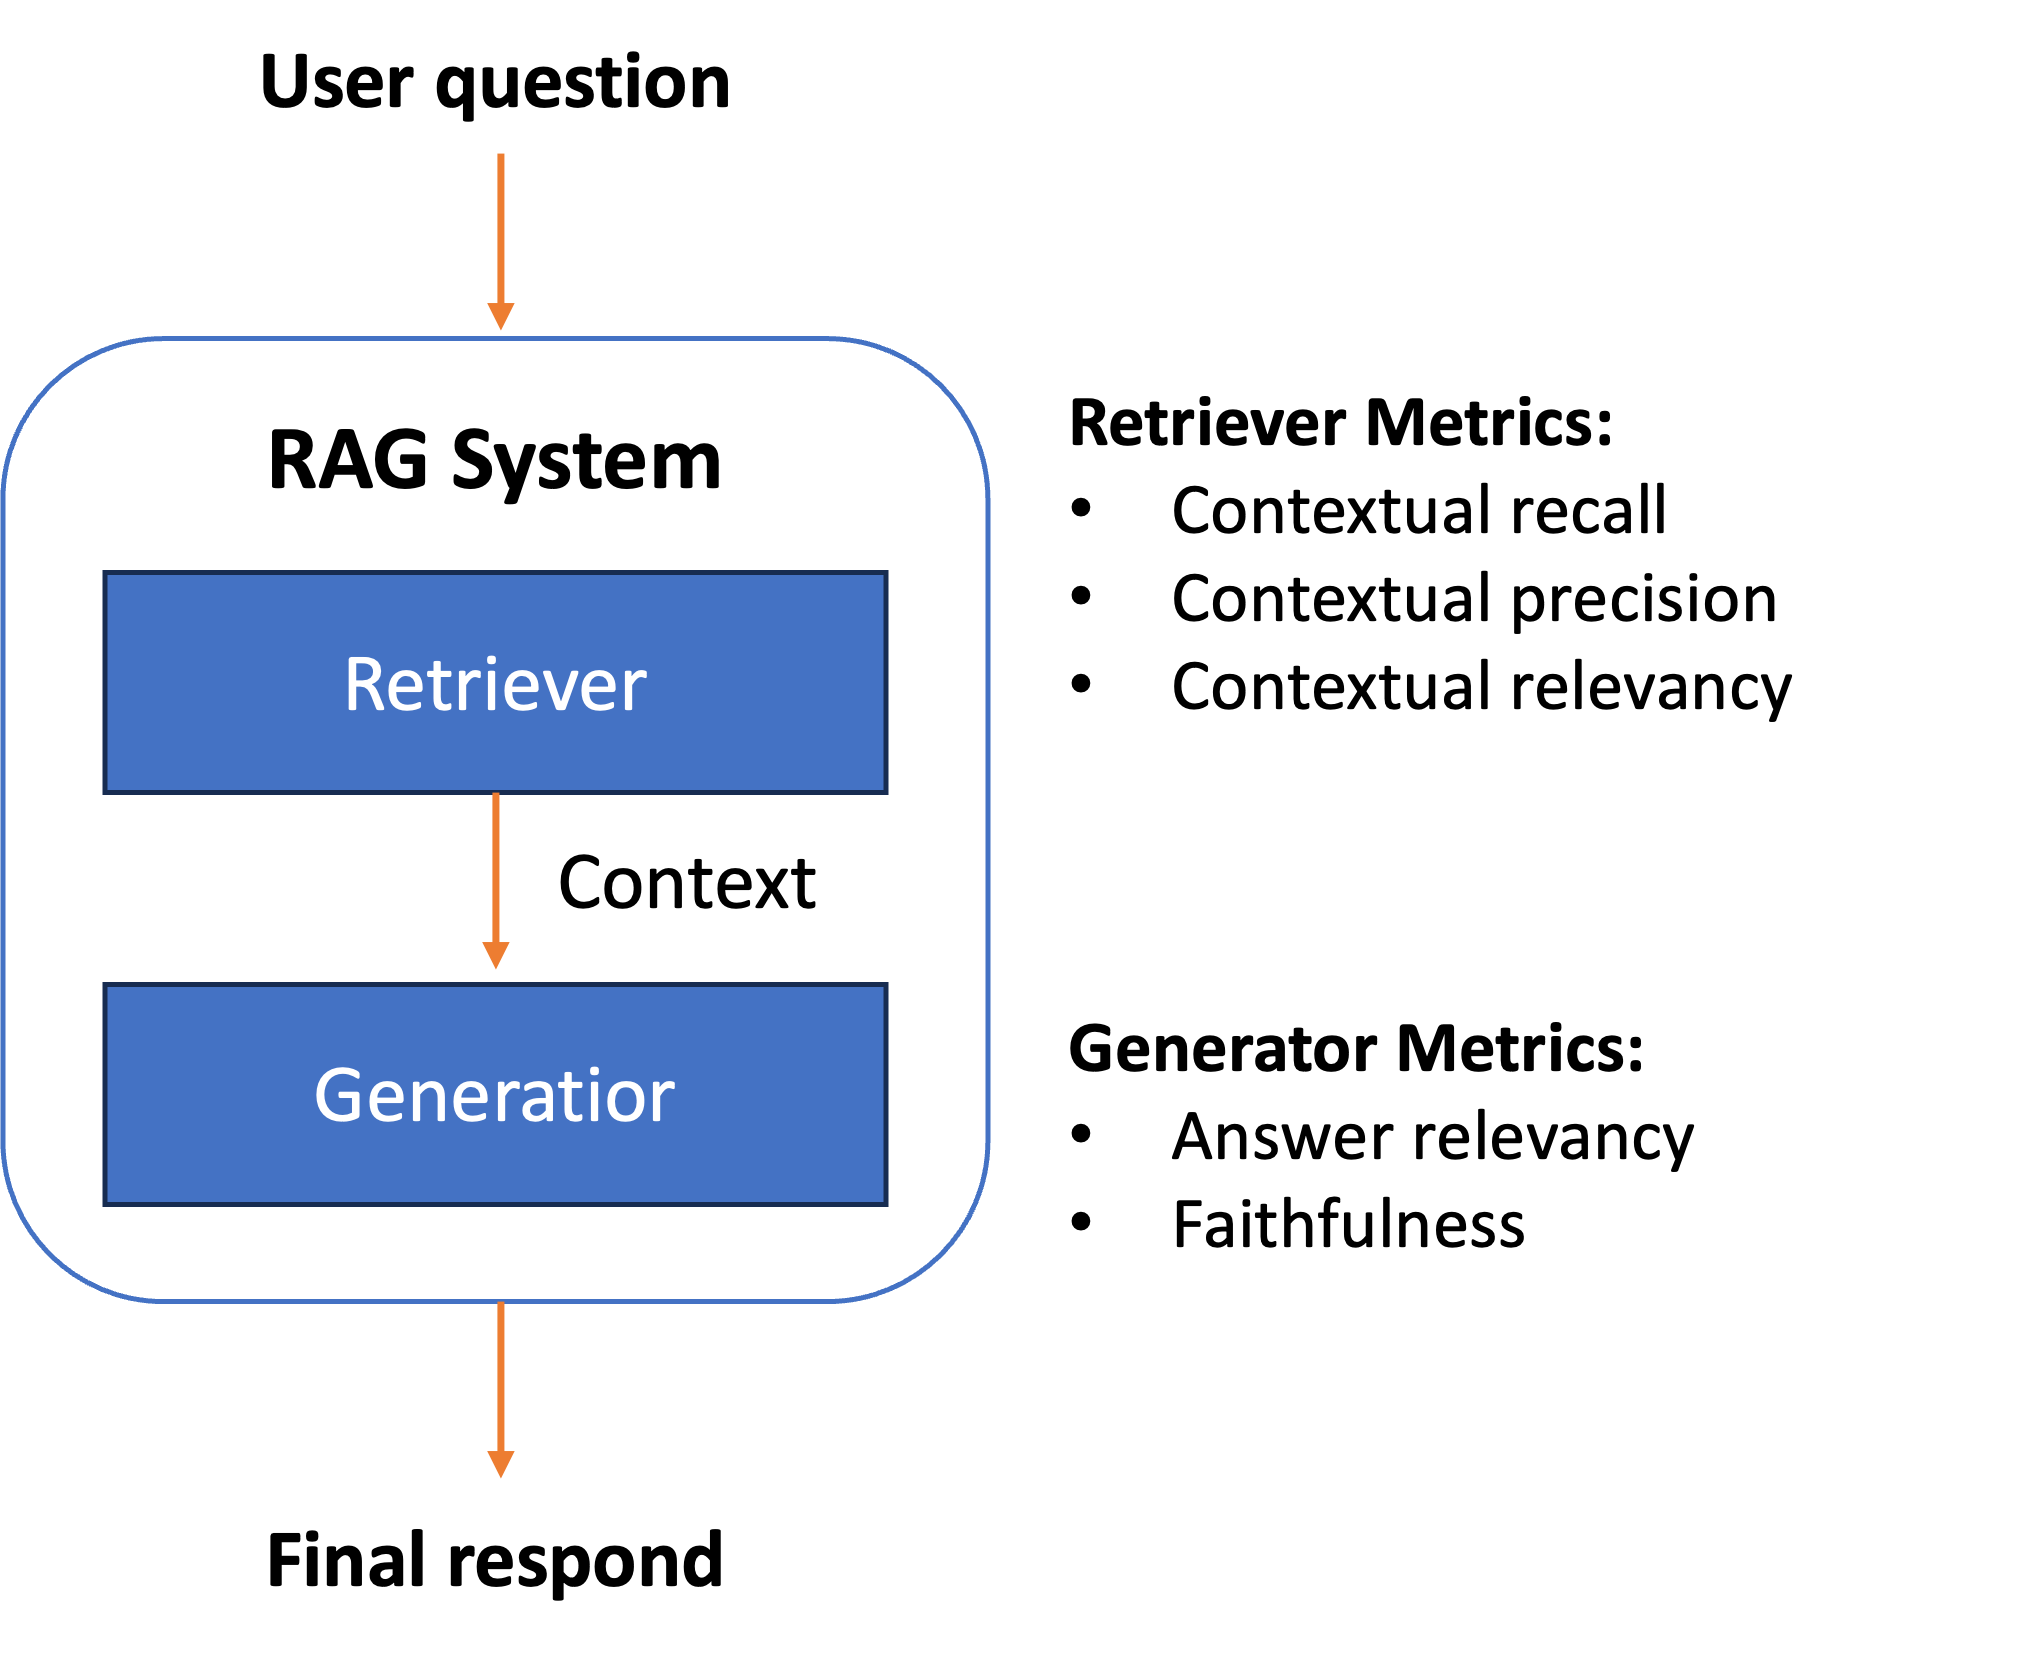 User question
RAG System
Retriever
Context
Generatior
Final respond
Retriever Metrics:
• Contextual recall
• Contextual precision
• Contextual relevancy
Generator Metrics:
• Answer relevancy
• Faithfulness